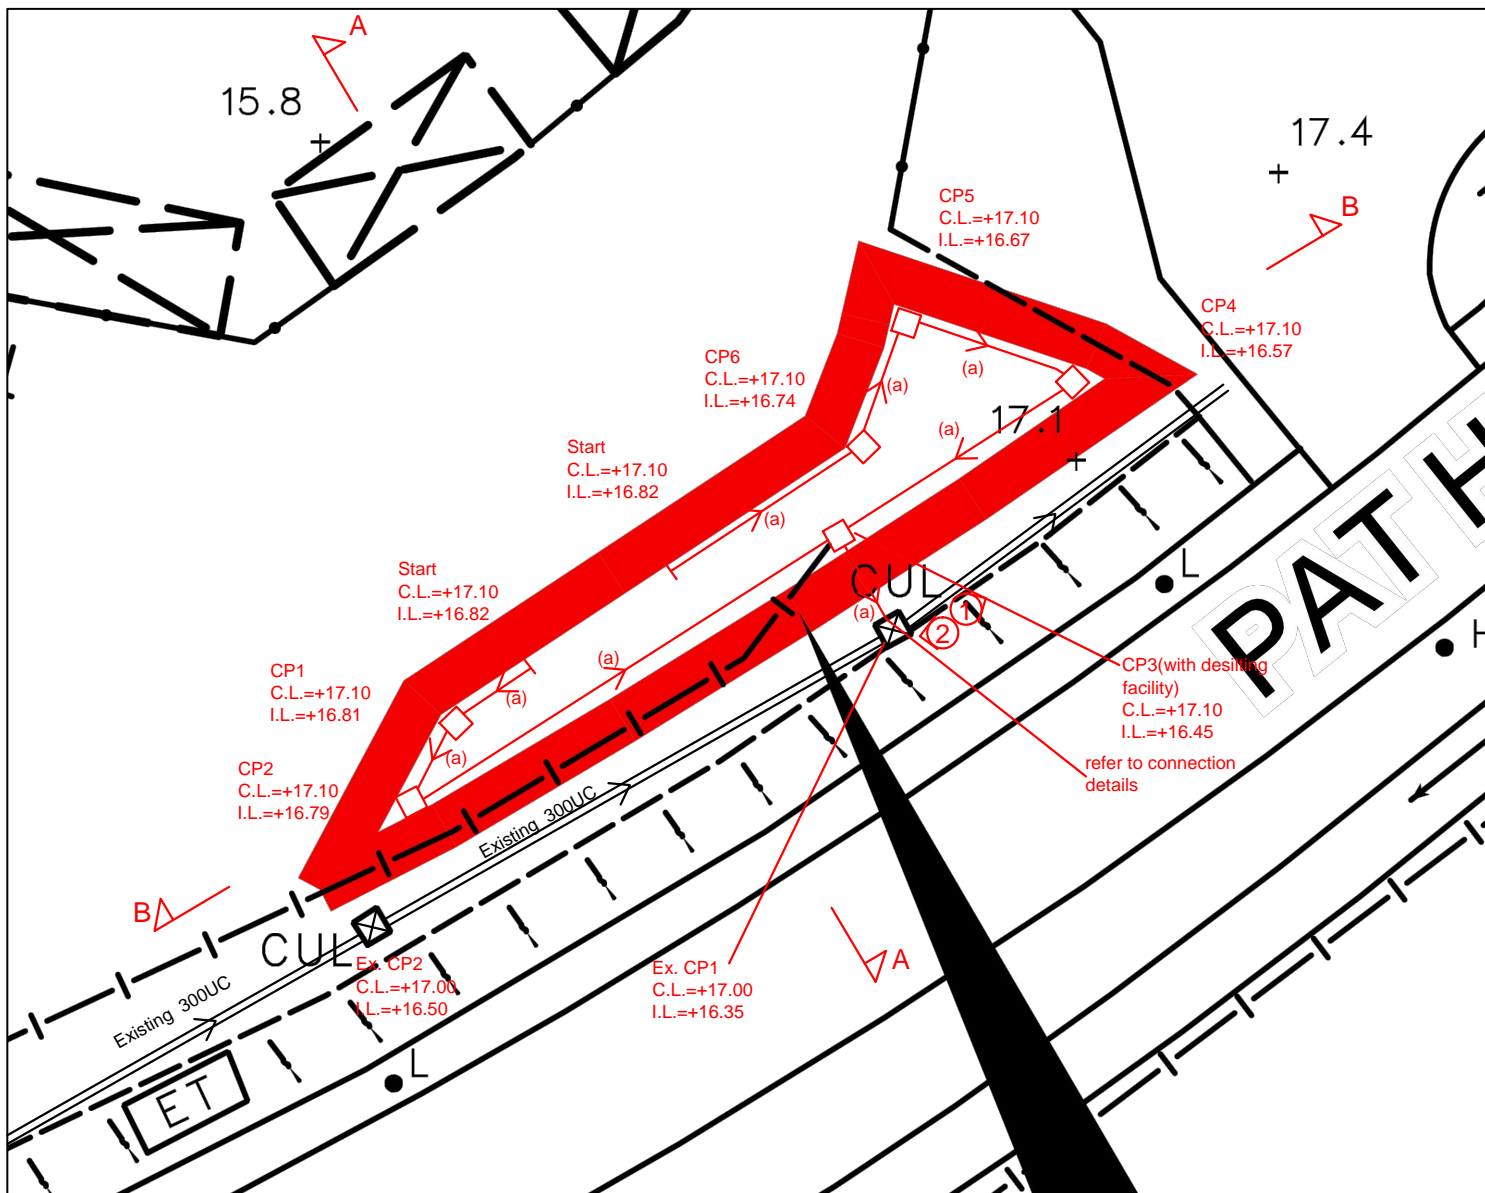 A
15.8
17.4
CP5
C.L.=+17.10
I.L.=+16.67
B
CP4
C.L.=+17.10
I.L.=+16.57
CP6
C.L.=+17.10
I.L.=+16.74
(a)
(a)
17.1
(a)
Start
C.L.=+17.10
I.L.=+16.82
(a)
Start
C.L.=+17.10
I.L.=+16.82
CUL
(a)
1
2
L
PATH
H
CP1
C.L.=+17.10
I.L.=+16.81
(a)
(a)
CP3(with desilting
facility)
C.L.=+17.10
I.L.=+16.45
refer to connection
details
CP2
C.L.=+17.10
I.L.=+16.79
(a)
Existing 300UC
B
CUL
Ex. CP2
C.L.=+17.00
I.L.=+16.50
Ex. CP1
C.L.=+17.00
I.L.=+16.35
A
Existing 300UC
L
ET